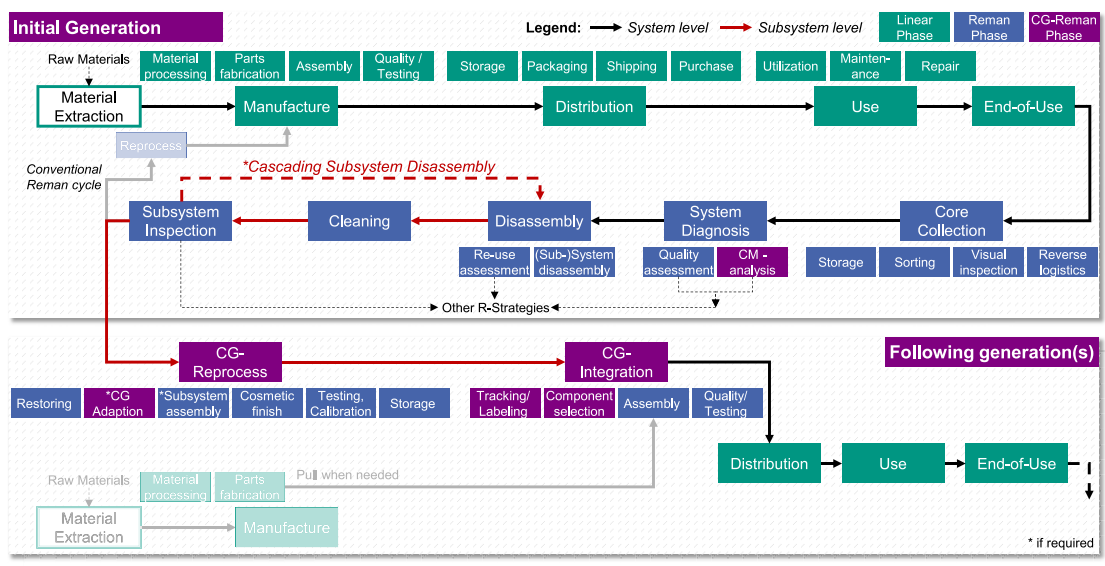 Initial Generation
Legend: System level Subsystem level
Linear
Phase
Reman
Phase
CG-Reman
Phase
Raw Materials
Material
processing
Parts
fabrication
Assembly
Quality /
Testing
Storage
Packaging
Shipping
Purchase
Utilization
Mainten-
ance
Repair
Material
Extraction
Manufacture
Distribution
Use
End-of-Use
Reprocess
Conventional
Reman cycle
*Cascading Subsystem Disassembly
Subsystem
Inspection
Cleaning
Disassembly
System
Diagnosis
Core
Collection
Re-use
assessment
(Sub-)System
disassembly
Quality
assessment
CM -
analysis
Storage
Sorting
Visual
inspection
Reverse
logistics
Other R-Strategies
Following generation(s)
CG-
Reprocess
CG-
Integration
Restoring
*CG
Adaption
*Subsystem
assembly
Cosmetic
finish
Testing,
Calibration
Storage
Tracking/
Labeling
Component
selection
Assembly
Quality/
Testing
Distribution
Use
End-of-Use
Raw Materials
Material
processing
Parts
fabrication
Pull when needed
Material
Extraction
Manufacture
* if required